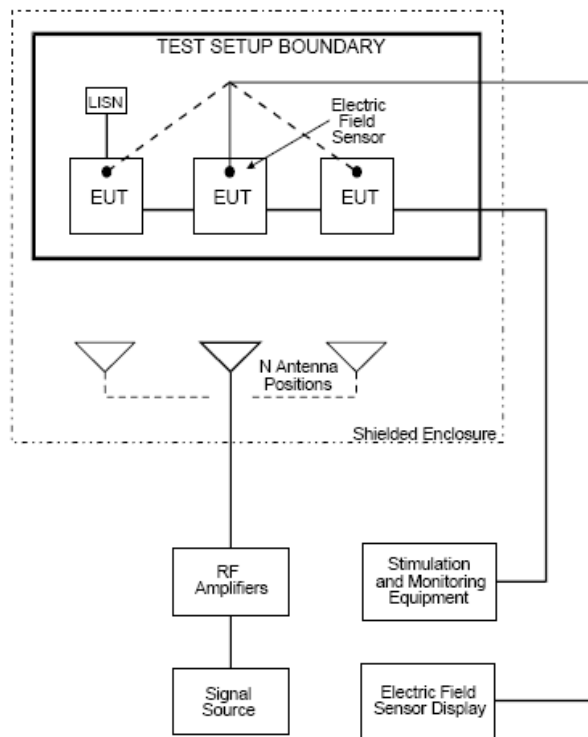 TEST SETUP BOUNDARY
LISN
Electric
Field
Sensor
EUT
EUT
EUT
N Antenna
Positions
Shielded Enclosure
RF
Amplifiers
Stimulation
and Monitoring
Equipment
Signal
Source
Electric Field
Sensor Display